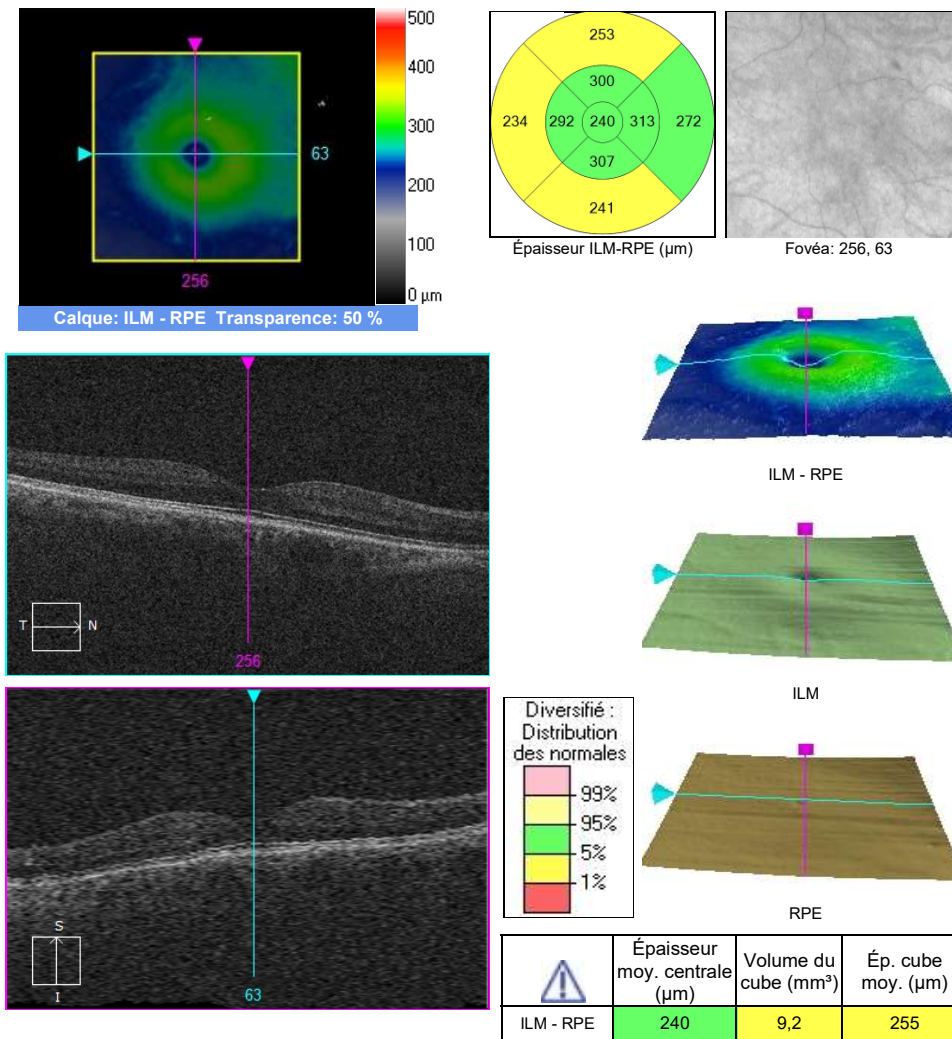 500
400
300
200
100
0 µm
63
256
Calque: ILM - RPE Transparence: 50 %
253
300
234 292 240 313 272
307
241
Épaisseur ILM-RPE (µm)
Fovéa: 256, 63
ILM - RPE
T N
256
ILM
S
I
63
Diversifié :
Distribution
des normales
99%
95%
5%
1%
RPE
Épaisseur
moy. centrale
(µm)
Volume du
cube (mm³)
Ép. cube
moy. (µm)
ILM - RPE 240 9,2 255